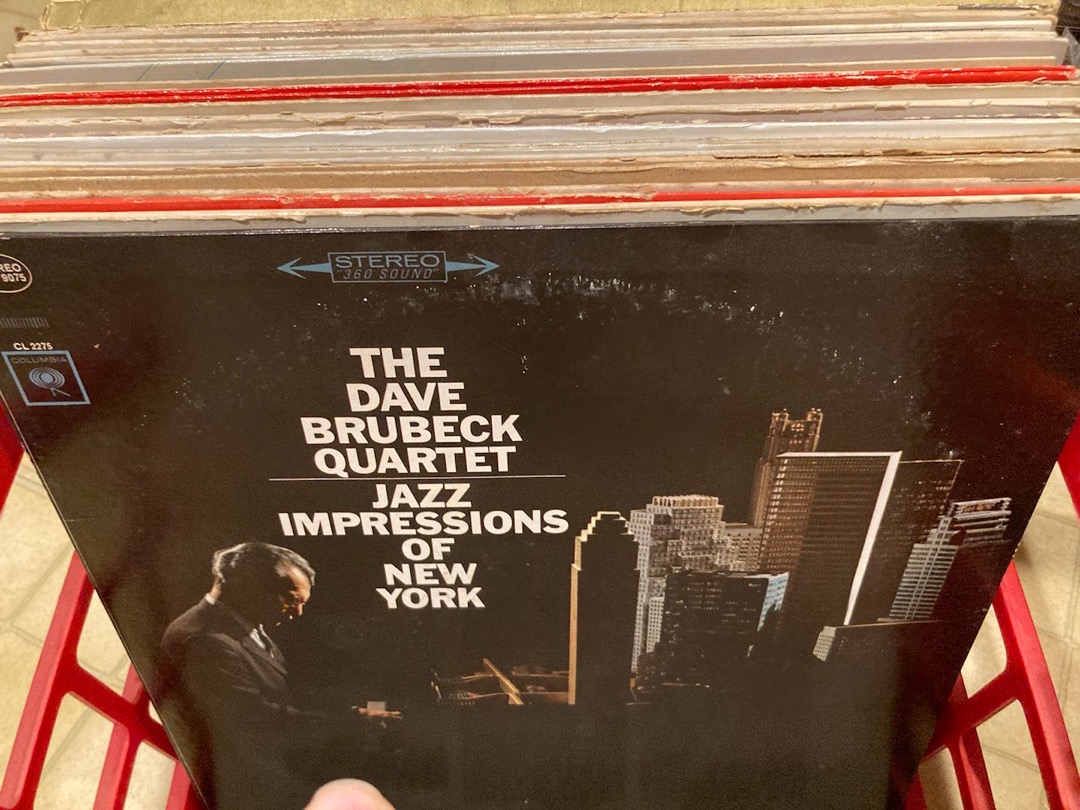 STEREO
"360 SOUND"
REO
9075
CL 2275
COLUMBIA
THE
DAVE
BRUBECK
QUARTET
JAZZ
IMPRESSIONS
OF
NEW
YORK